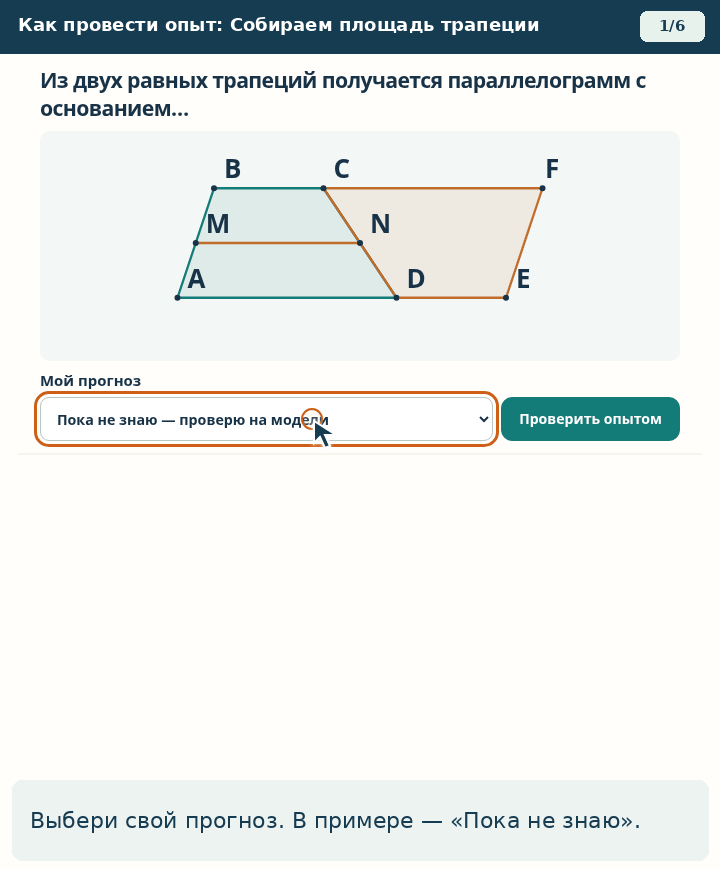 Как провести опыт: Собираем площадь трапеции
1/6
Из двух равных трапеций получается параллелограмм с
основанием…
B
C
F
M
N
A
D
E
Мой прогноз
Пока не знаю — проверю на модели
Проверить опытом
Выбери свой прогноз. В примере — «Пока не знаю».